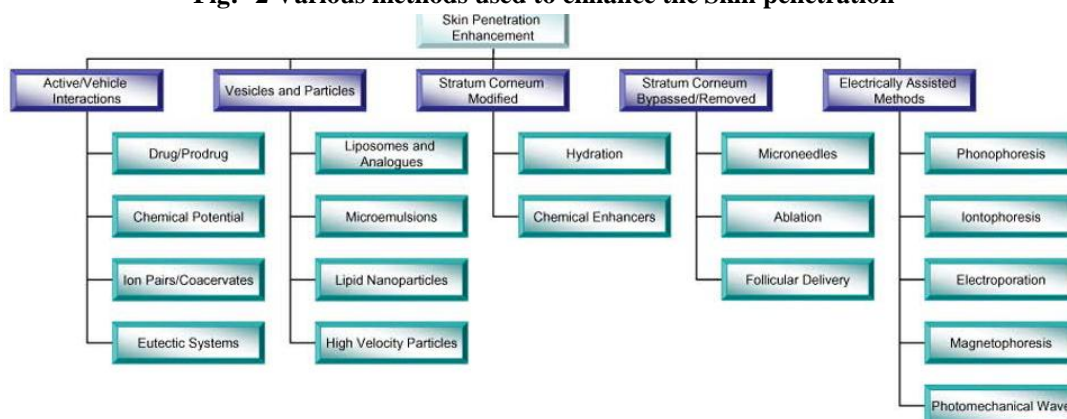 Fig.- 2 Various methods used to enhance the Skin penetration
Skin Penetration
Enhancement
Active/Vehicle
Interactions
Drug/Prodrug
Chemical Potential
Ion Pairs/Coacervates
Eutectic Systems
Vesicles and Particles
Liposomes and
Analogues
Microemulsions
Lipid Nanoparticles
High Velocity Particles
Stratum Corneum
Modified
Hydration
Chemical Enhancers
Stratum Corneum
Bypassed/Removed
Microneedles
Ablation
Follicular Delivery
Electrically Assisted
Methods
Phonophoresis
Iontophoresis
Electroporation
Magnetophoresis
Photomechanical Wave